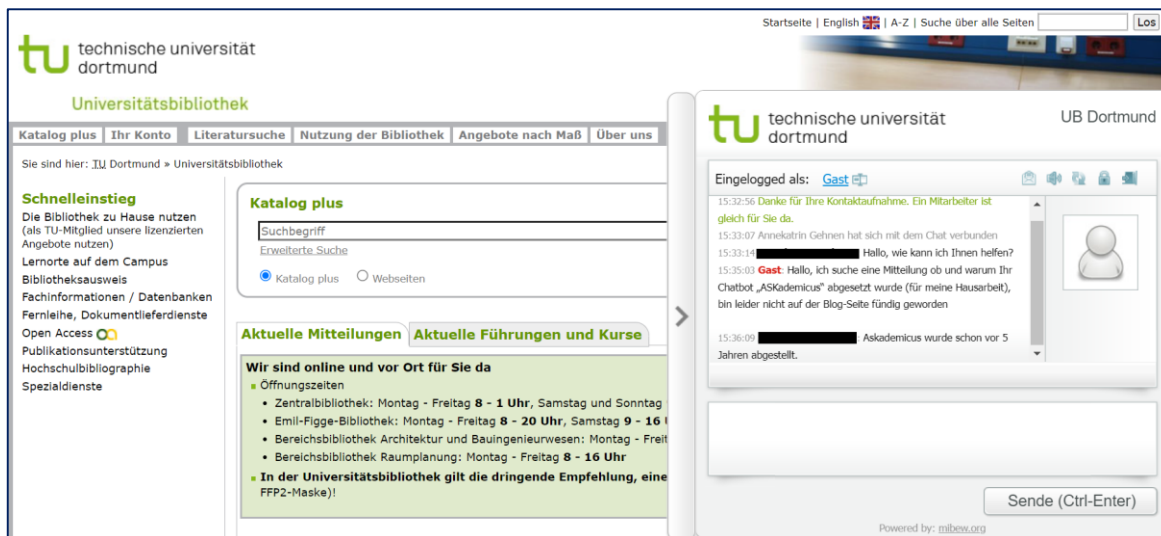 Startseite | English | A-Z | Suche über alle Seiten
Los
tu technische universität
dortmund
Universitätsbibliothek
Katalog plus | Ihr Konto | Literatursuche | Nutzung der Bibliothek | Angebote nach Maß | Über uns
Sie sind hier: TU Dortmund » Universitätsbibliothek
Schnelleinstieg
Die Bibliothek zu Hause nutzen
(als TU-Mitglied unsere lizenzierten
Angebote nutzen)
Lernorte auf dem Campus
Bibliotheksausweis
Fachinformationen / Datenbanken
Fernleihe, Dokumentlieferdienste
Open Access
Publikationsunterstützung
Hochschulbibliographie
Spezialdienste
Katalog plus
Suchbegriff
Erweiterte Suche
Katalog plus Webseiten
Aktuelle Mitteilungen Aktuelle Führungen und Kurse
Wir sind online und vor Ort für Sie da
Öffnungszeiten
• Zentralbibliothek: Montag - Freitag 8 - 1 Uhr, Samstag und Sonntag
• Emil-Figge-Bibliothek: Montag - Freitag 8 - 20 Uhr, Samstag 9 - 16
• Bereichsbibliothek Architektur und Bauingenieurwesen: Montag - Freit
• Bereichsbibliothek Raumplanung: Montag - Freitag 8 - 16 Uhr
In der Universitätsbibliothek gilt die dringende Empfehlung, eine
FFP2-Maske)!
tu technische universität
dortmund
UB Dortmund
Eingelogged als: Gast
15:32:56 Danke für Ihre Kontaktaufnahme. Ein Mitarbeiter ist
gleich für Sie da.
15:33:07 Annekatrin Gehnen hat sich mit dem Chat verbunden
15:33:14 Hallo, wie kann ich Ihnen helfen?
15:35:03 Gast: Hallo, ich suche eine Mitteilung ob und warum Ihr
Chatbot „ASKademicus" abgesetzt wurde (für meine Hausarbeit),
bin leider nicht auf der Blog-Seite fündig geworden
15:36:09 : Askademicus wurde schon vor 5
Jahren abgestellt.
Sende (Ctrl-Enter)
Powered by: mibew.org